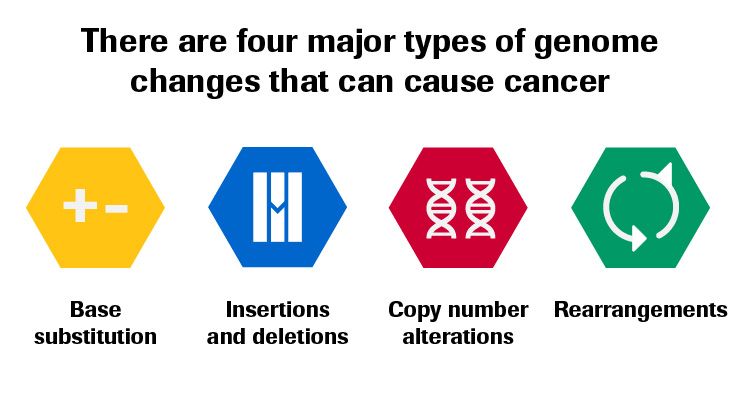 There are four major types of genome
changes that can cause cancer
Base
substitution
Insertions
and deletions
Copy number
alterations
Rearrangements